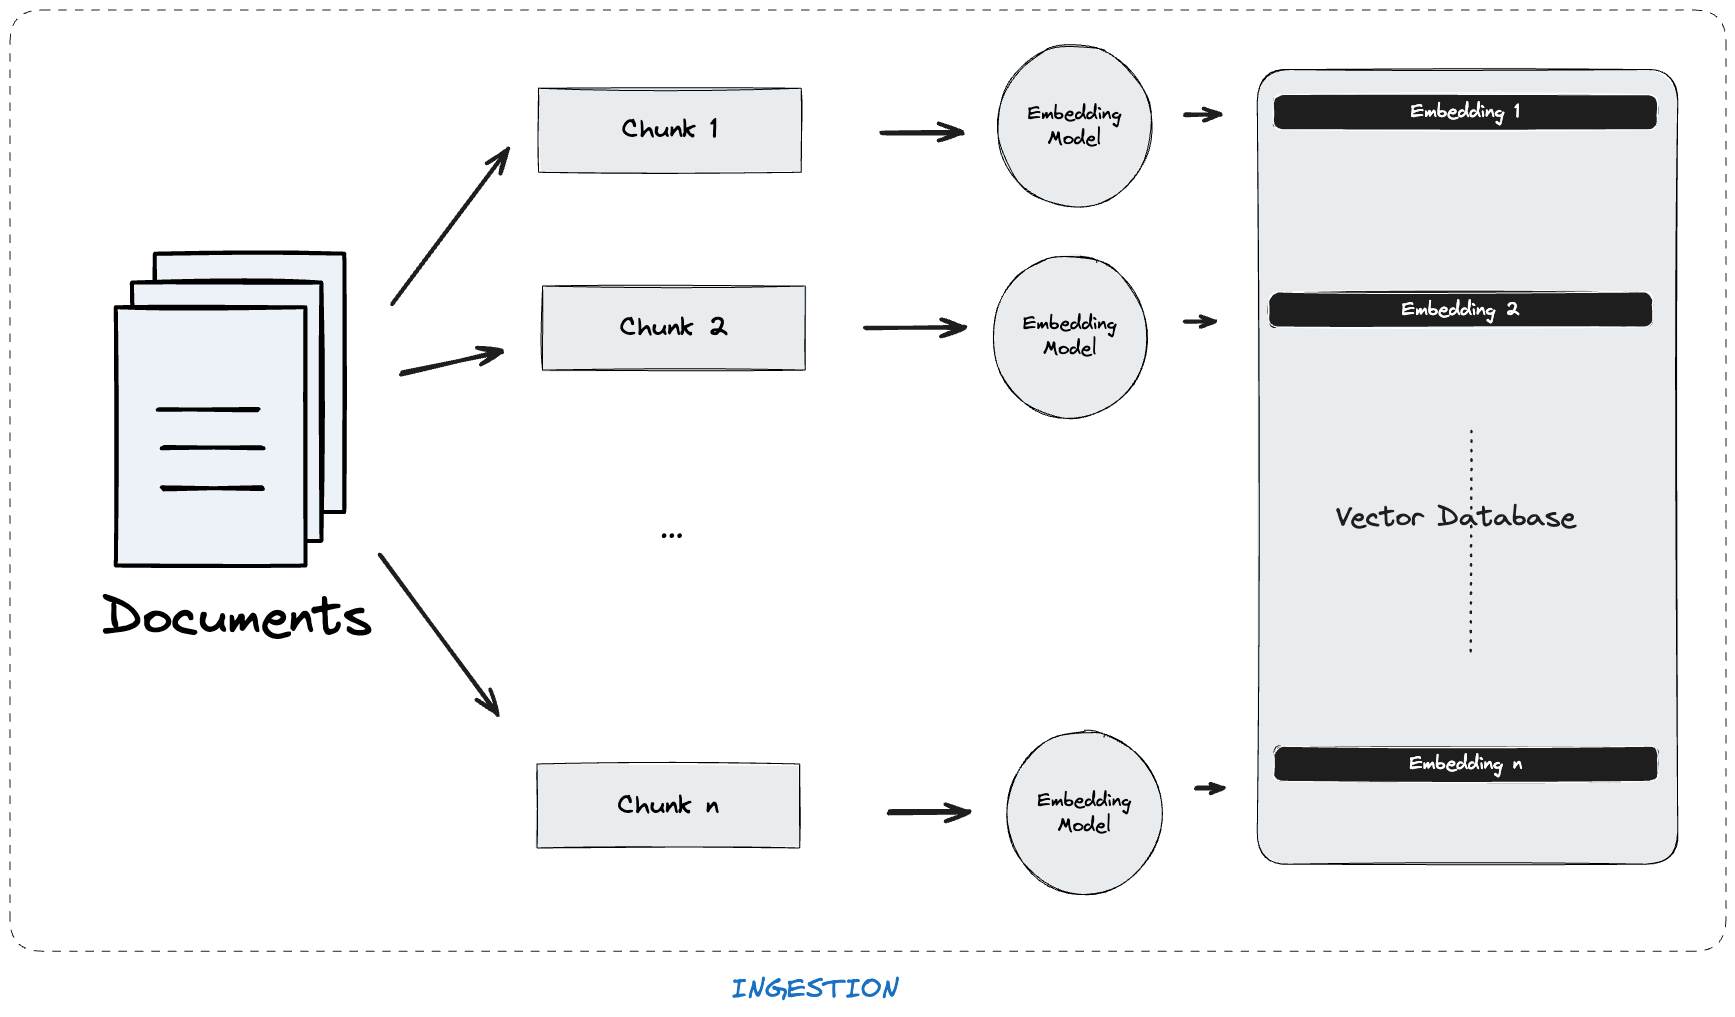 Chunk 1
Embedding
Model
Embedding 1
Chunk 2
Embedding
Model
Embedding 2
Documents
...
Vector Database
Chunk n
Embedding
Model
Embedding n
INGESTION